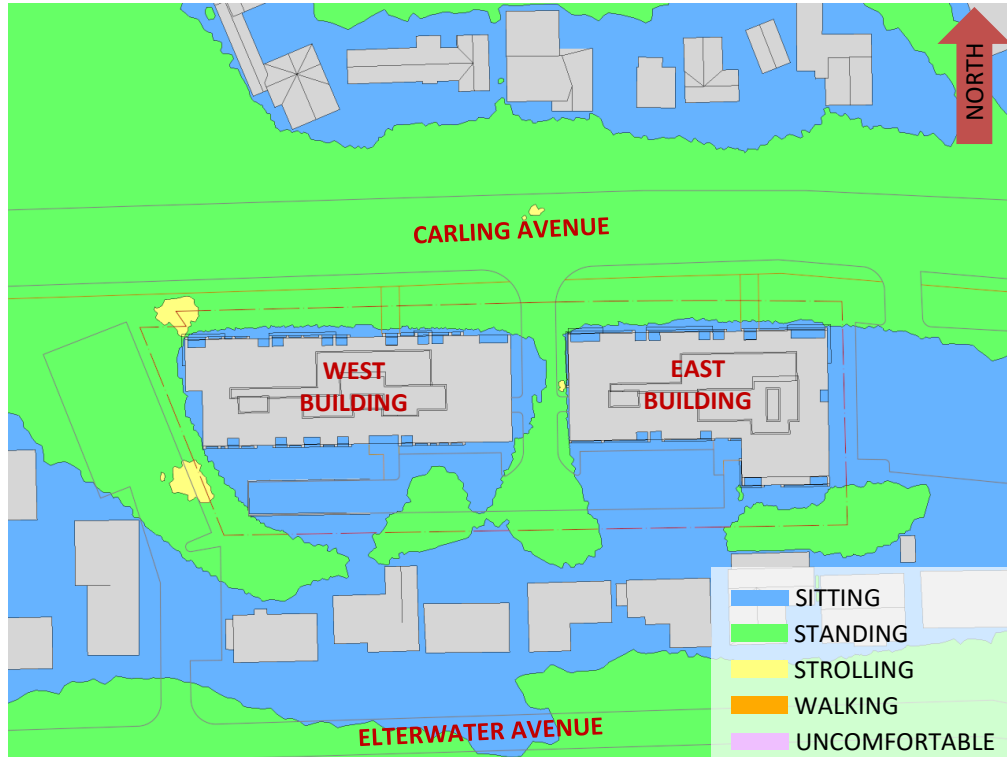 NORTH
CARLING AVENUE
WEST
BUILDING
EAST
BUILDING
SITTING
STANDING
STROLLING
WALKING
UNCOMFORTABLE
ELTERWATER AVENUE